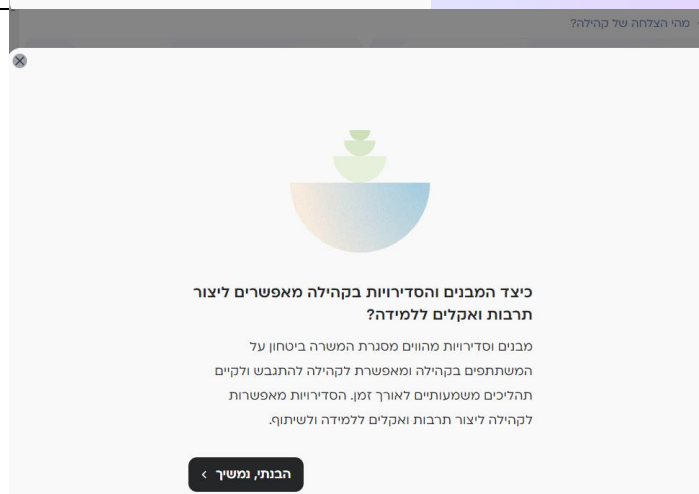 מהי הצלחה של קהילה?
כיצד המבנים והסדירויות בקהילה מאפשרים ליצור
תרבות ואקלים ללמידה?
מבנים וסדירויות מהווים מסגרת המשרה ביטחון על
המשתתפים בקהילה ומאפשרת לקהילה להתגבש ולקיים
תהליכים משמעותיים לאורך זמן. הסדירויות מאפשרות
לקהילה ליצור תרבות ואקלים ללמידה ולשיתוף.
הבנתי, נמשיך